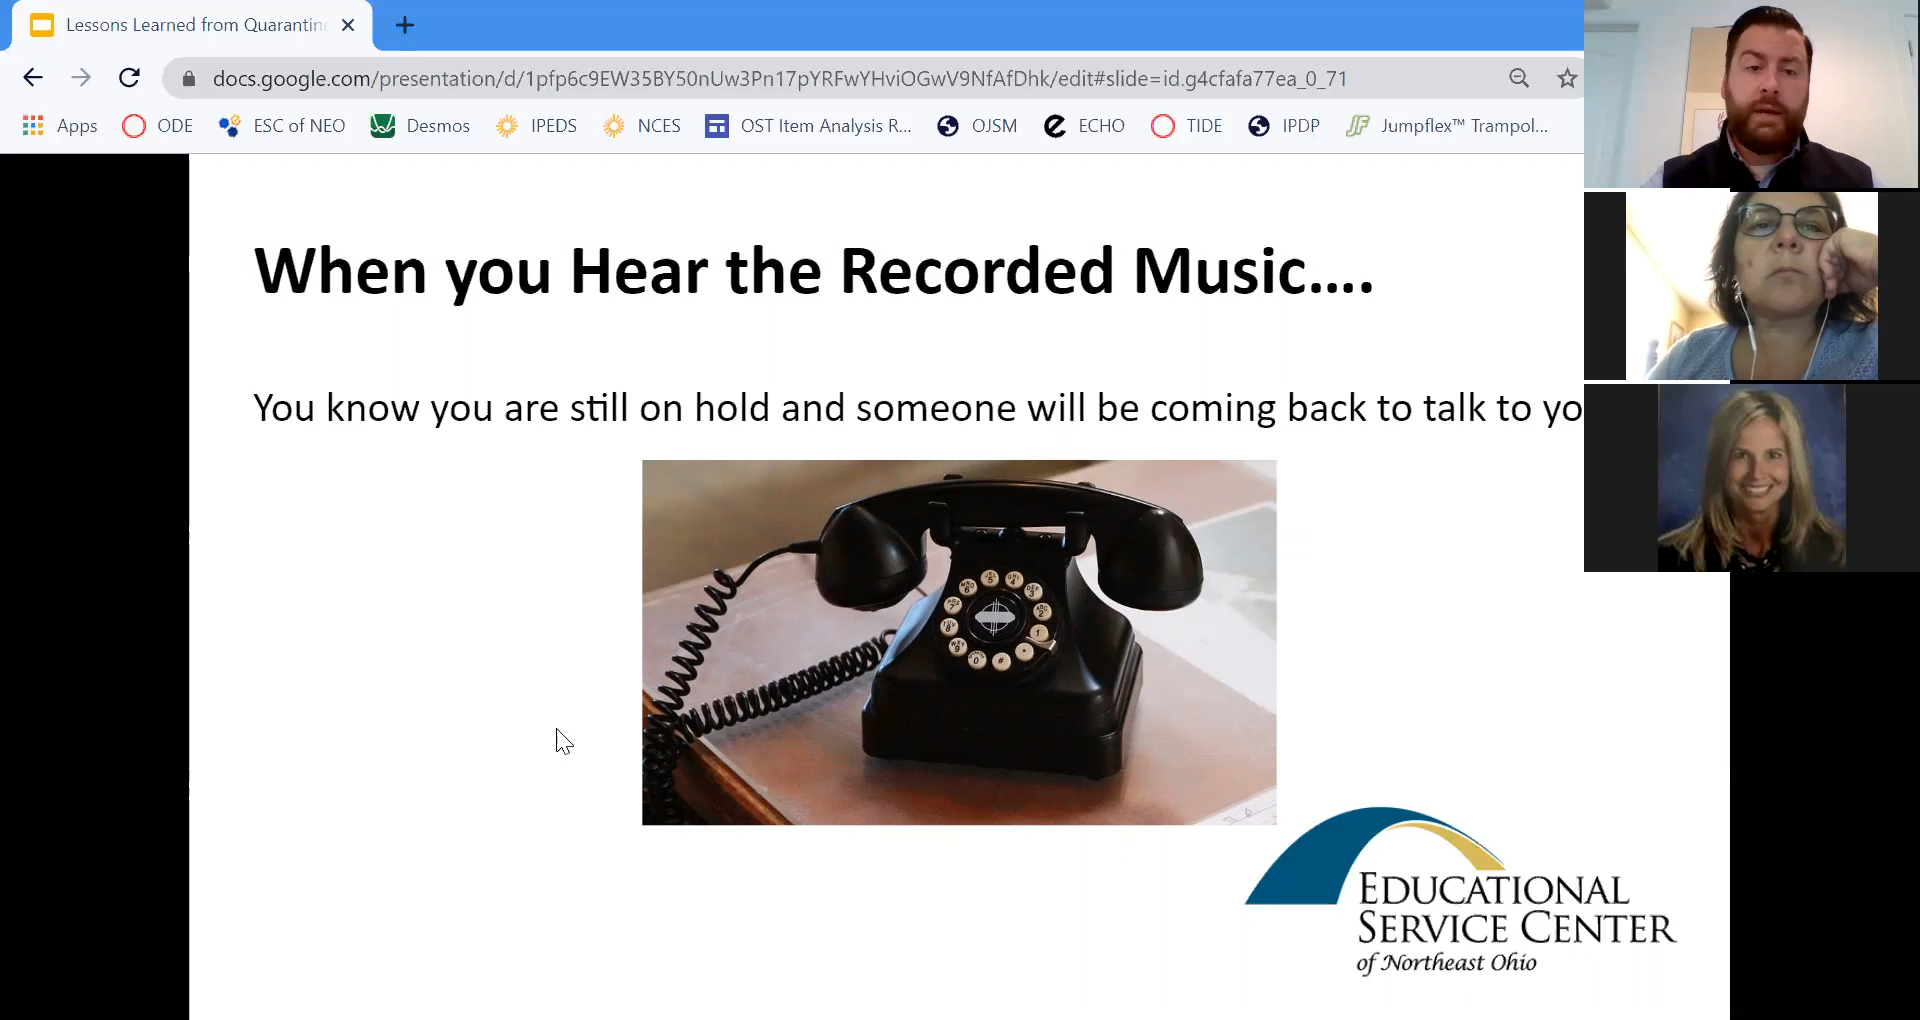 Lessons Learned from Quarantine
docs.google.com/presentation/d/1pfp6c9EW35BY50nUw3Pn17pYRFwYHviOGwV9NfAfDhk/edit#slide=id.g4cfafa77ea_0_71
Apps ODE ESC of NEO Desmos IPEDS NCES OST Item Analysis R... OJSM ECHO TIDE IPDP Jumpflex™ Trampol...
When you Hear the Recorded Music....
You know you are still on hold and someone will be coming back to talk to yo
EDUCATIONAL
SERVICE CENTER
of Northeast Ohio